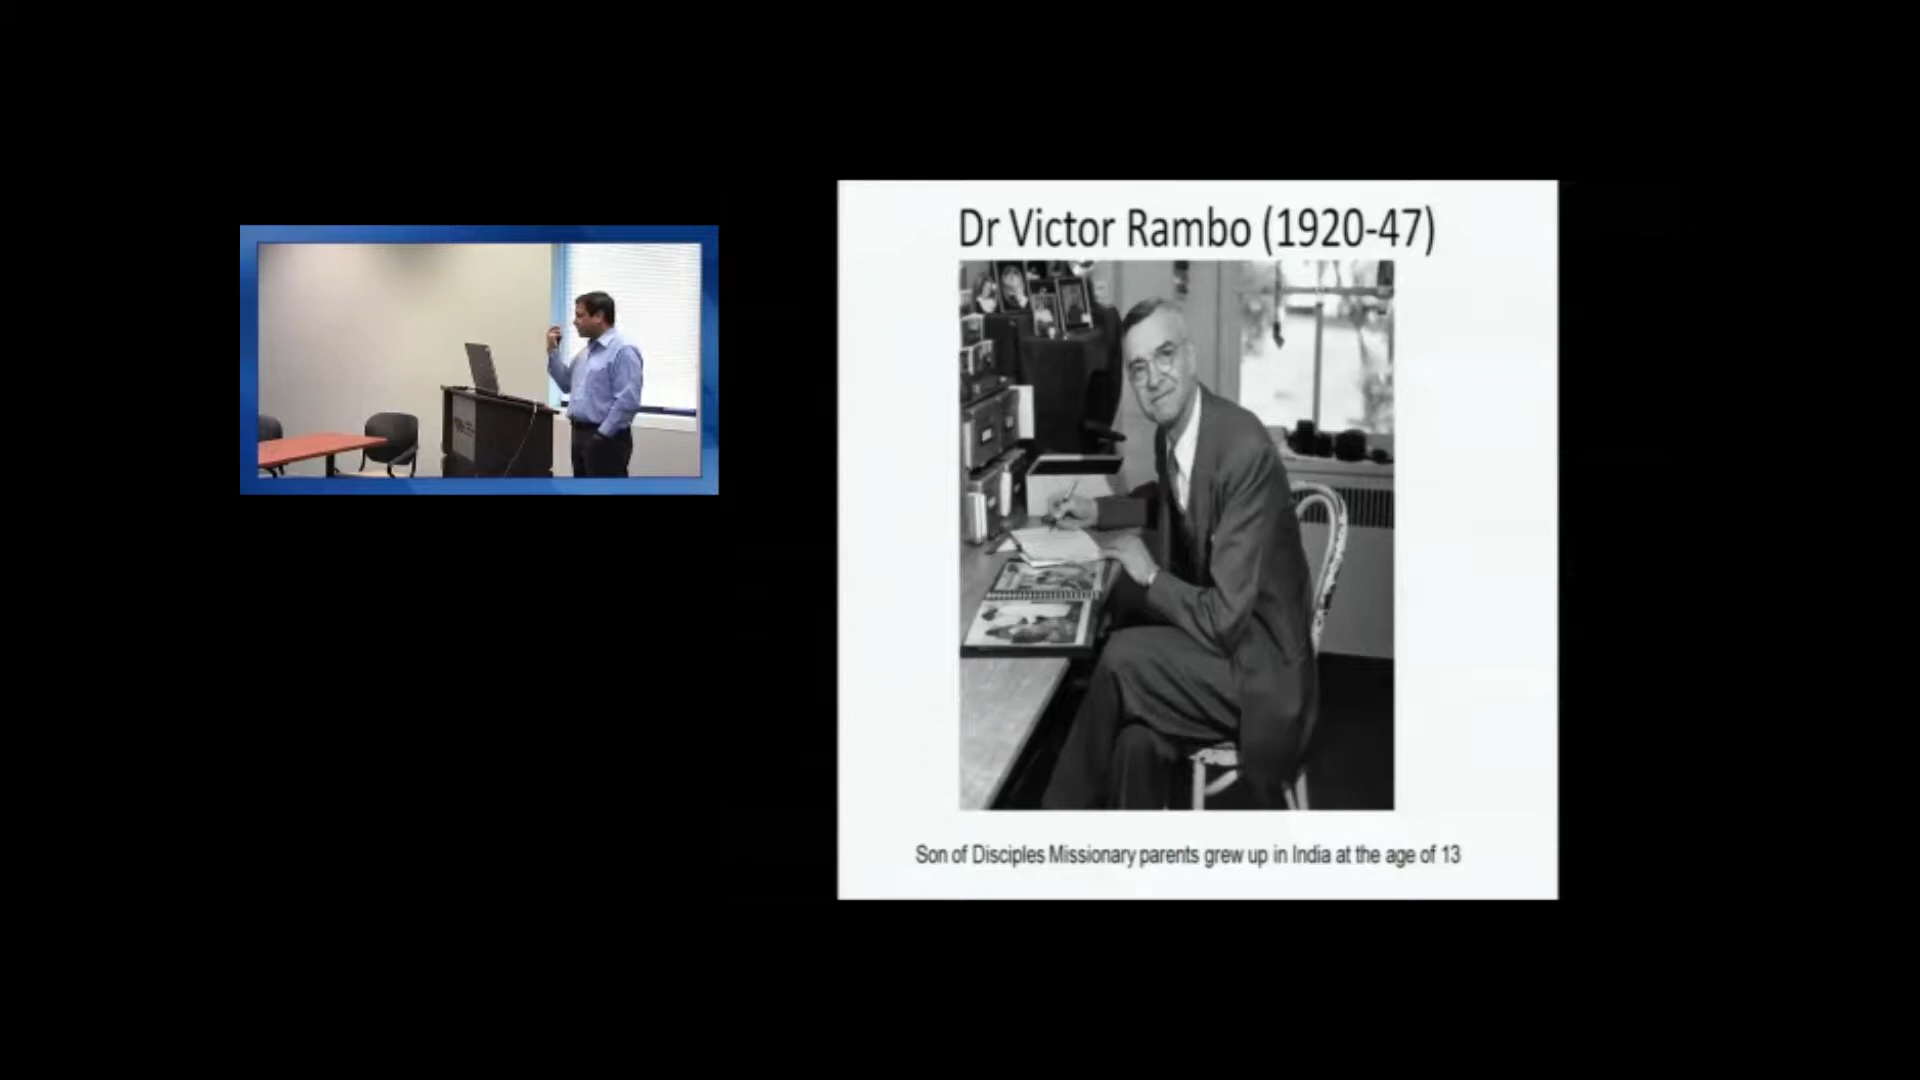 Dr Victor Rambo (1920-47)
Son of Disciples Missionary parents grew up in India at the age of 13